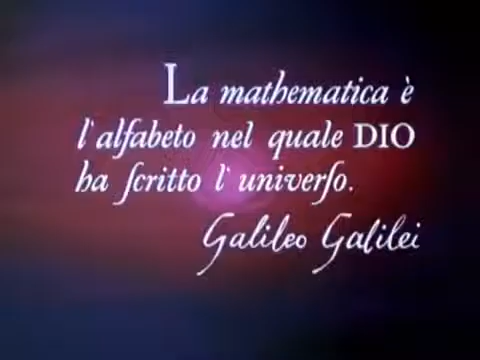 La mathematica è
l'alfabeto nel quale DIO
ha ſcritto l'univerſo.
Galileo Galilei